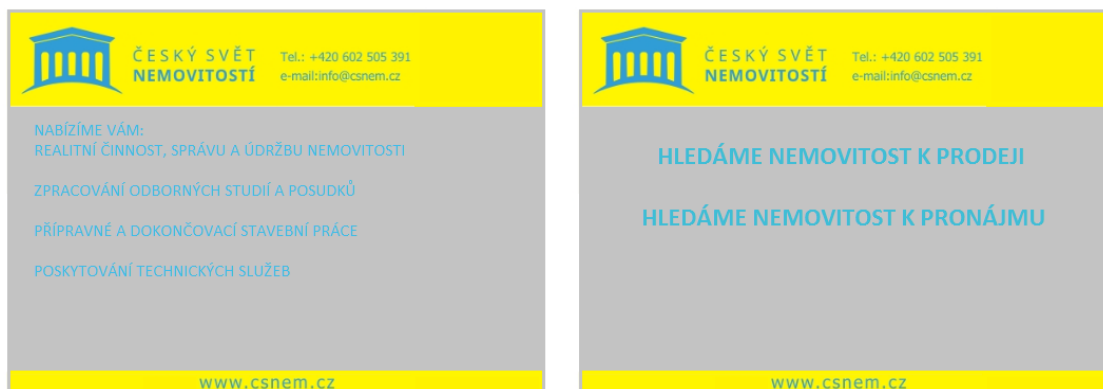 ČESKÝ SVĚT
NEMOVITOSTÍ
Tel.: +420 602 505 391
e-mail:info@csnem.cz
NABÍZÍME VÁM:
REALITNÍ ČINNOST, SPRÁVU A ÚDRŽBU NEMOVITOSTI
ZPRACOVÁNÍ ODBORNÝCH STUDIÍ A POSUDKŮ
PŘÍPRAVNÉ A DOKONČOVACÍ STAVEBNÍ PRÁCE
POSKYTOVÁNÍ TECHNICKÝCH SLUŽEB
www.csnem.cz
ČESKÝ SVĚT
NEMOVITOSTÍ
Tel.: +420 602 505 391
e-mail:info@csnem.cz
HLEDÁME NEMOVITOST K PRODEJI
HLEDÁME NEMOVITOST K PRONÁJMU
www.csnem.cz